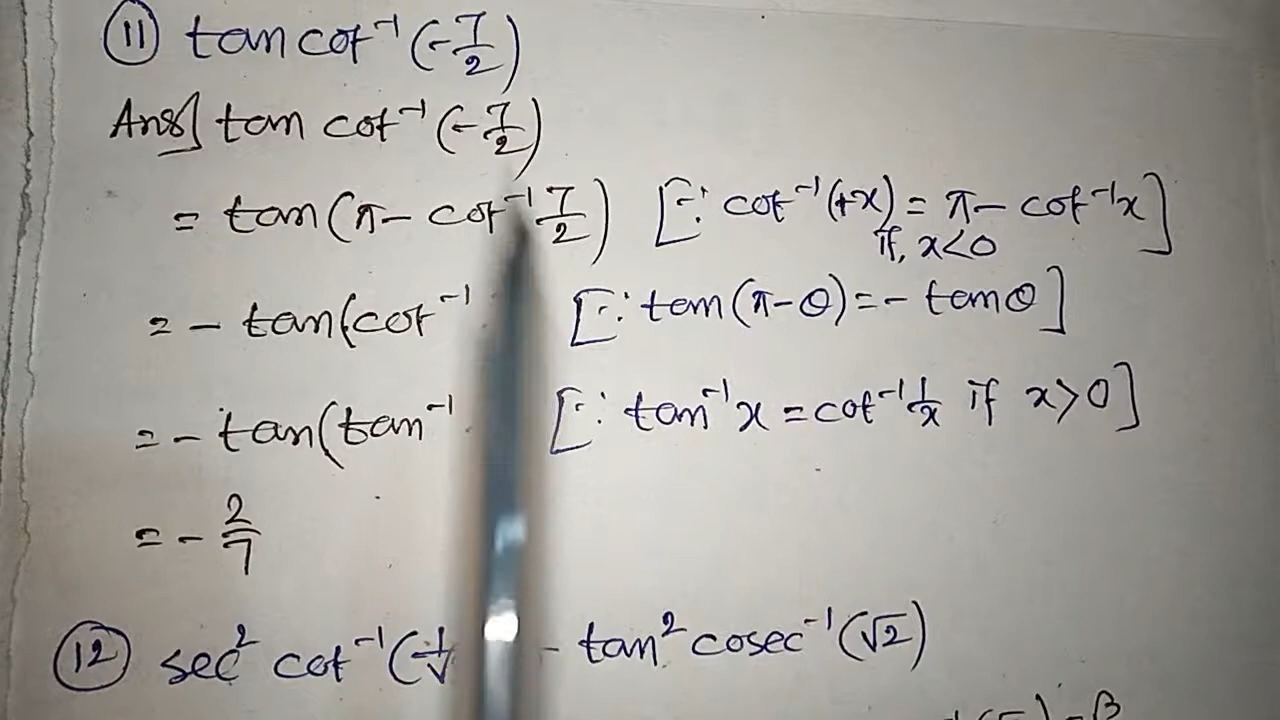 ⑪ tan cot⁻¹(-7/2)
Ans] tan cot⁻¹(-7/2)
= tan(π - cot⁻¹ 7/2) [∵ cot⁻¹(+x) = π - cot⁻¹x]
if, x<0
= - tan(cot⁻¹ [∵ tan(π-θ) = - tanθ]
= - tan(tan⁻¹ [∵ tan⁻¹x = cot⁻¹ 1/x if x>0]
= - 2/7
⑫ sec² cot⁻¹(1/√ - tan² cosec⁻¹(√2)
= β